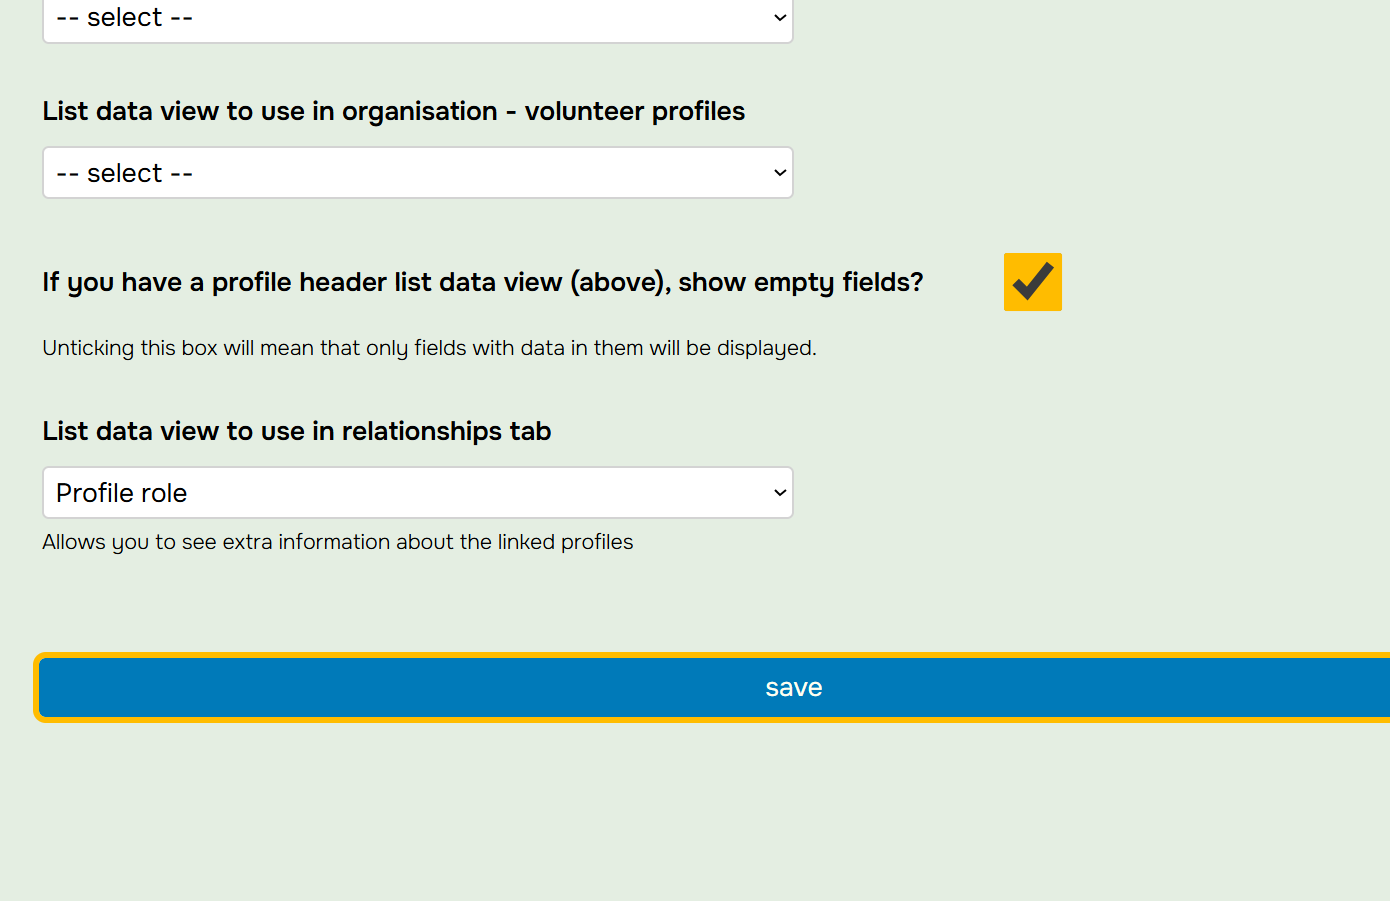 -- select --
List data view to use in organisation - volunteer profiles
-- select --
If you have a profile header list data view (above), show empty fields?
Unticking this box will mean that only fields with data in them will be displayed.
List data view to use in relationships tab
Profile role
Allows you to see extra information about the linked profiles
save